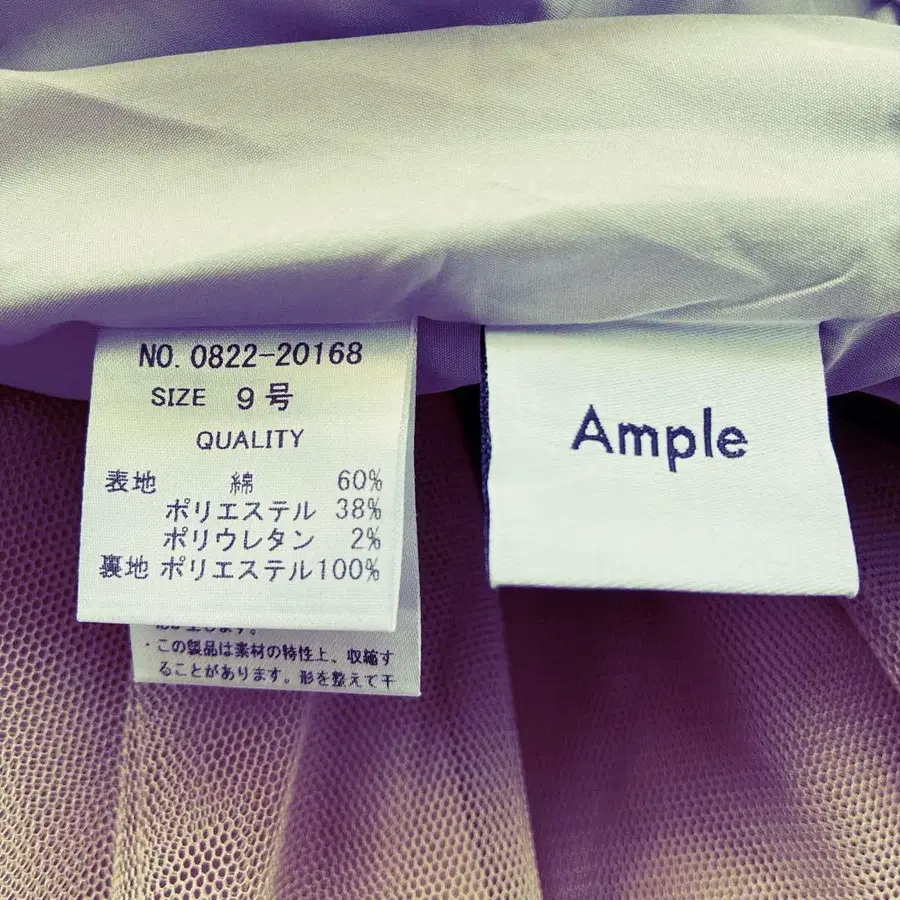 NO. 0822-20168
SIZE 9号
QUALITY
表地 綿 60%
ポリエステル 38%
ポリウレタン 2%
裏地 ポリエステル 100%
・この製品は素材の特性上、収縮す
ることがあります。形を整えて干
Ample